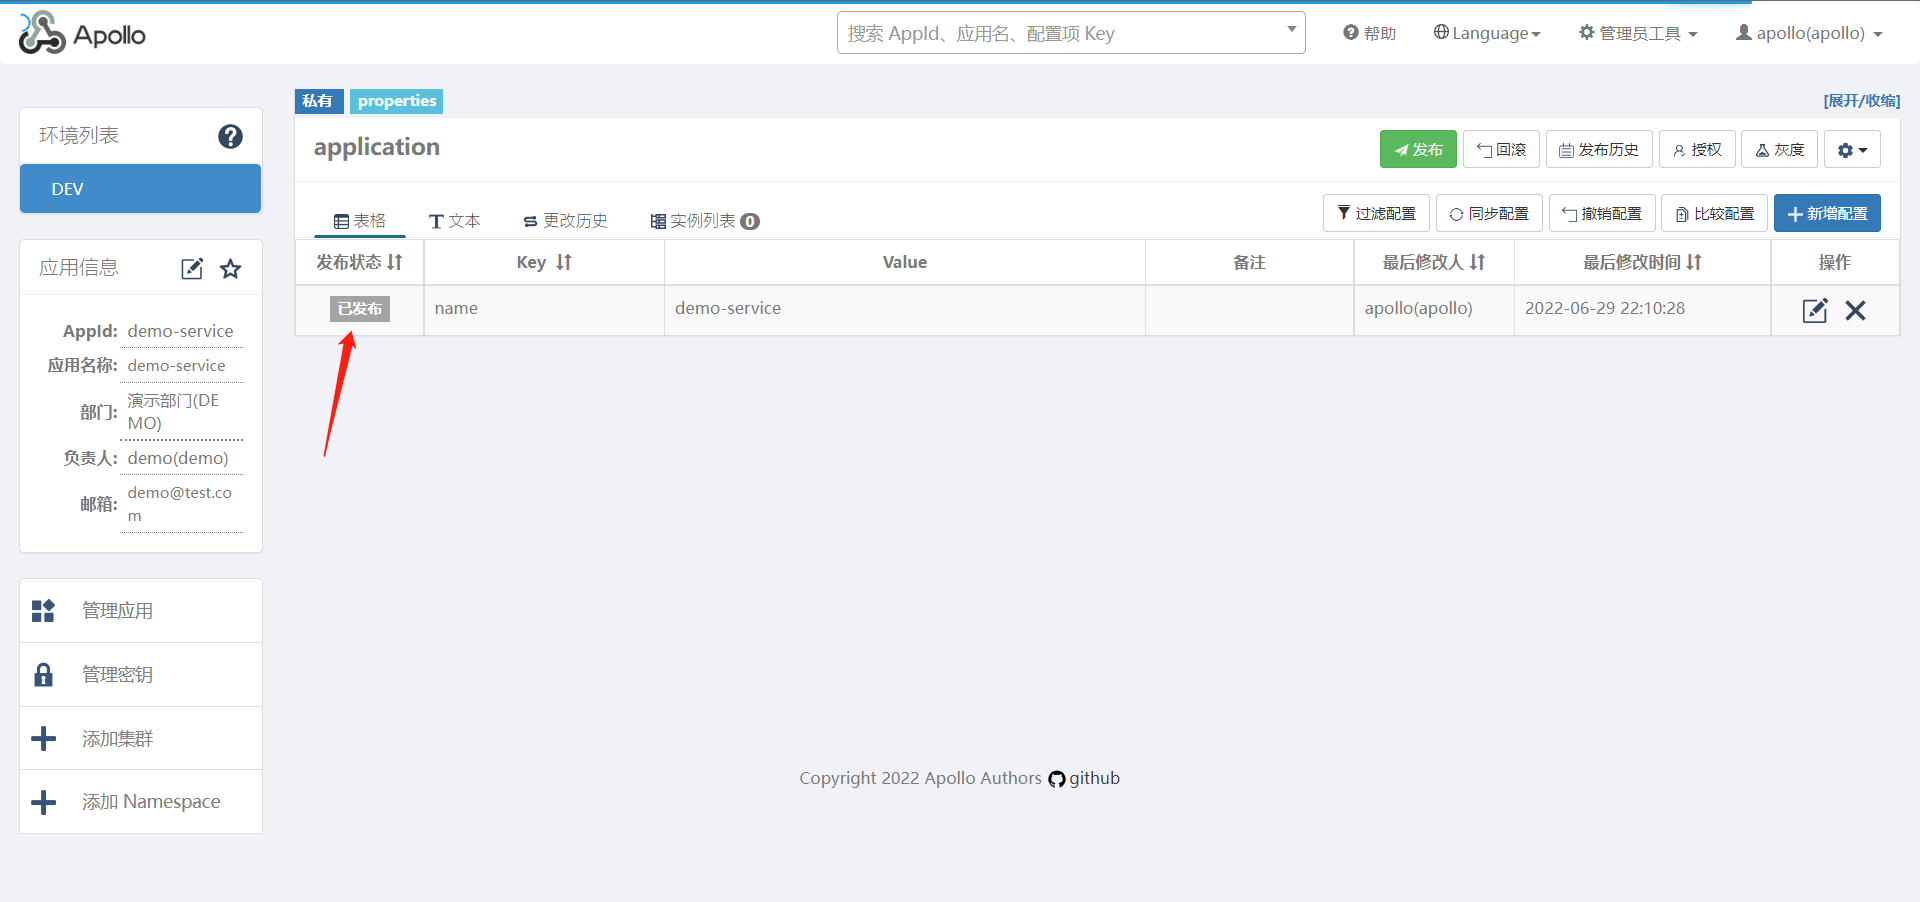 Apollo
搜索 AppId、应用名、配置项 Key
帮助
Language
管理员工具
apollo(apollo)
环境列表
DEV
应用信息
AppId: demo-service
应用名称: demo-service
部门: 演示部门(DE
MO)
负责人: demo(demo)
邮箱: demo@test.co
m
管理应用
管理密钥
添加集群
添加 Namespace
私有 properties
[展开/收缩]
application
发布 回滚 发布历史 授权 灰度
表格 文本 更改历史 实例列表 0
过滤配置 同步配置 撤销配置 比较配置 新增配置
发布状态 Key Value 备注 最后修改人 最后修改时间 操作
已发布 name demo-service apollo(apollo) 2022-06-29 22:10:28
Copyright 2022 Apollo Authors github